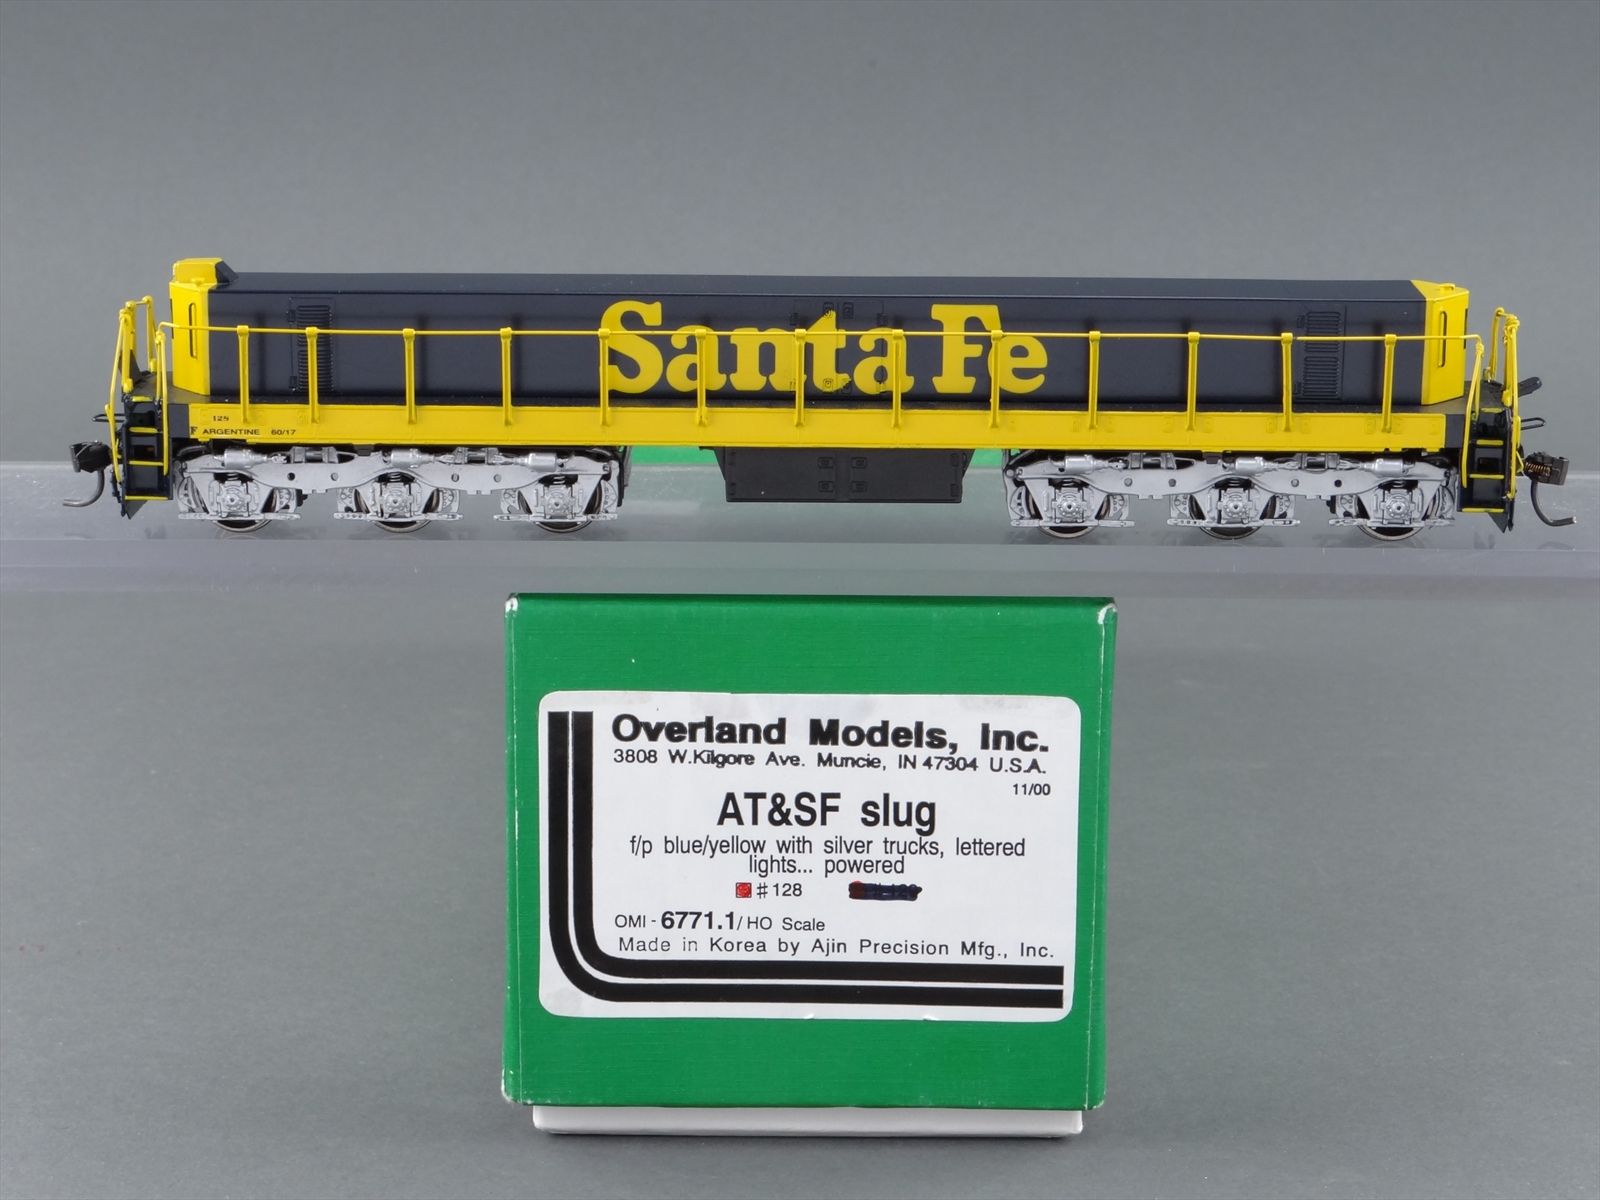 Santa Fe
128
F ARGENTINE 60/17
Overland Models, Inc.
3808 W.Kilgore Ave. Muncie, IN 47304 U.S.A.
11/00
AT&SF slug
f/p blue/yellow with silver trucks, lettered
lights... powered
#128
OMI - 6771.1/ HO Scale
Made in Korea by Ajin Precision Mfg., Inc.